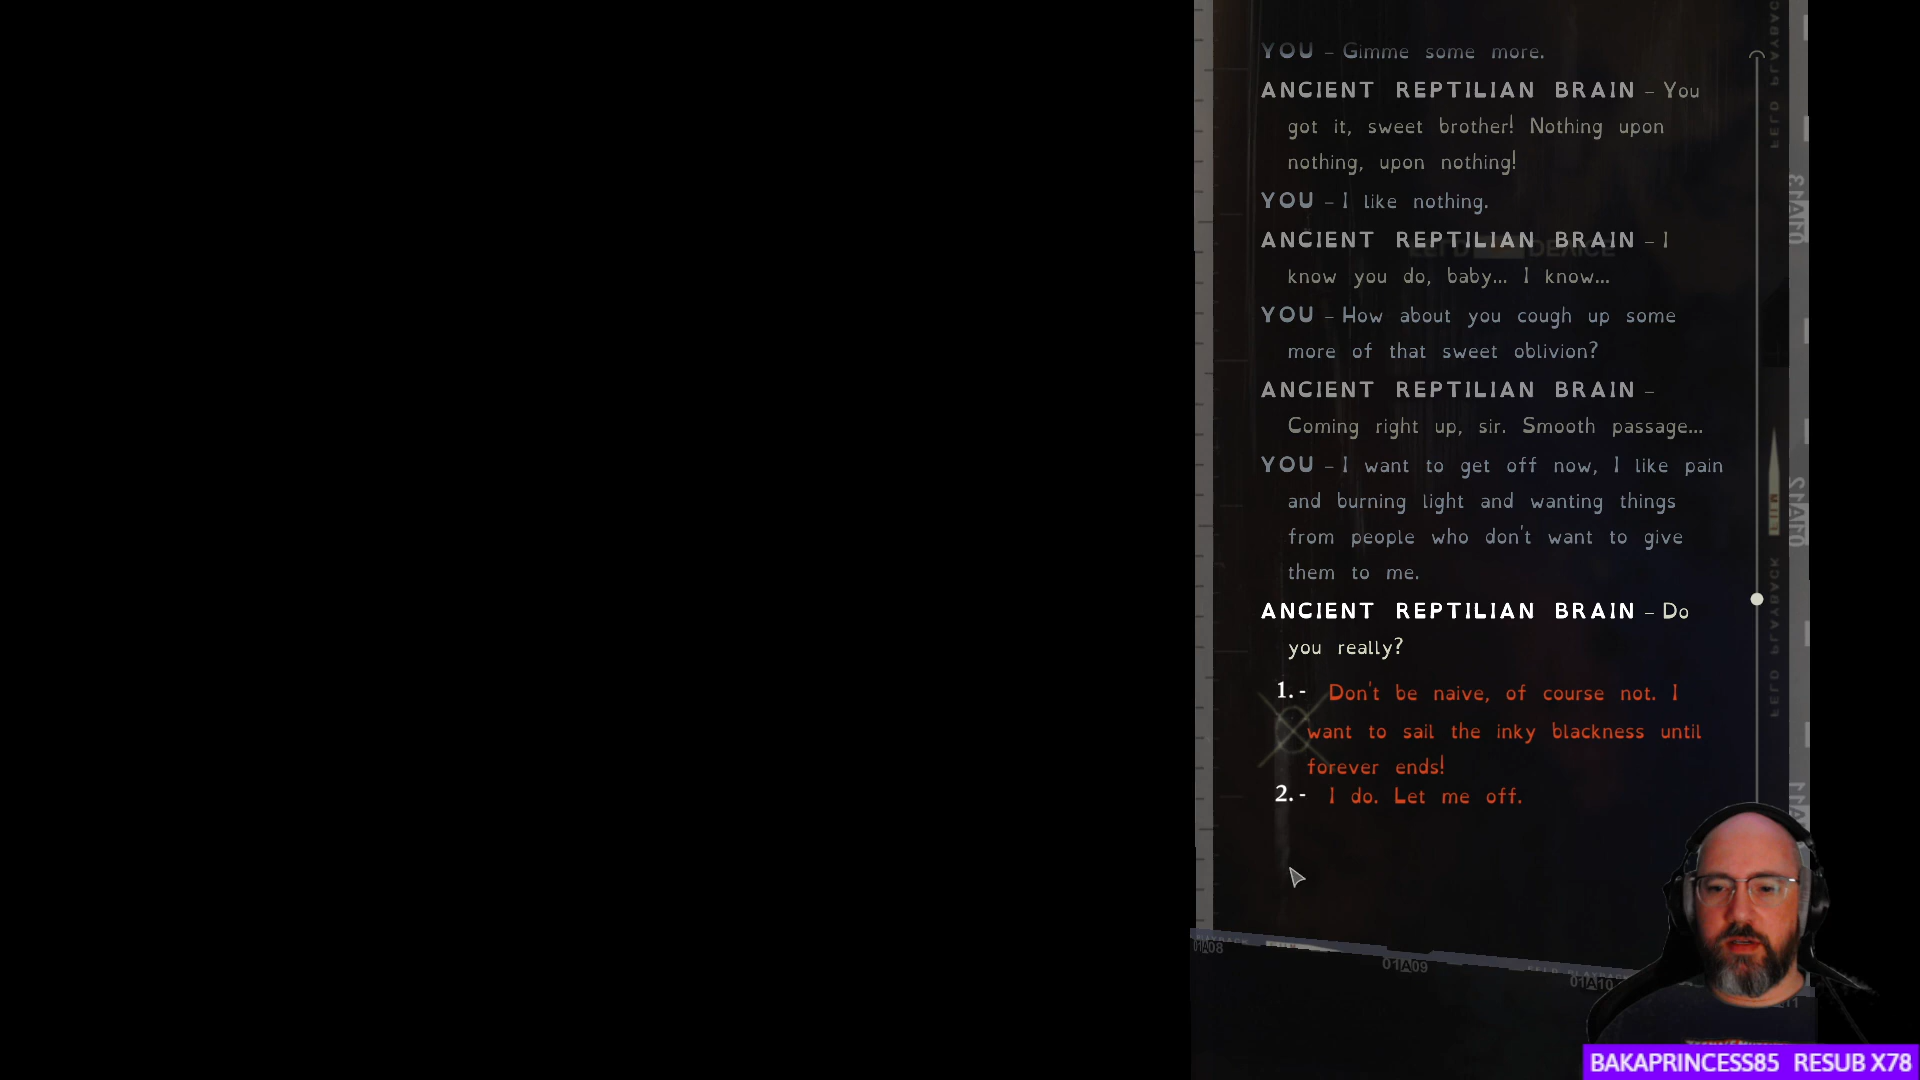 YOU – Gimme some more.
ANCIENT REPTILIAN BRAIN – You
got it, sweet brother! Nothing upon
nothing, upon nothing!
YOU – I like nothing.
ANCIENT REPTILIAN BRAIN – I
know you do, baby... I know...
YOU – How about you cough up some
more of that sweet oblivion?
ANCIENT REPTILIAN BRAIN –
Coming right up, sir. Smooth passage...
YOU – I want to get off now, I like pain
and burning light and wanting things
from people who don't want to give
them to me.
ANCIENT REPTILIAN BRAIN – Do
you really?
1. - Don't be naive, of course not. I
want to sail the inky blackness until
forever ends!
2. - I do. Let me off.
01A13
01A12
FELD PLAYBACK
01A09
01A10
BAKAPRINCESS85 RESUB X78